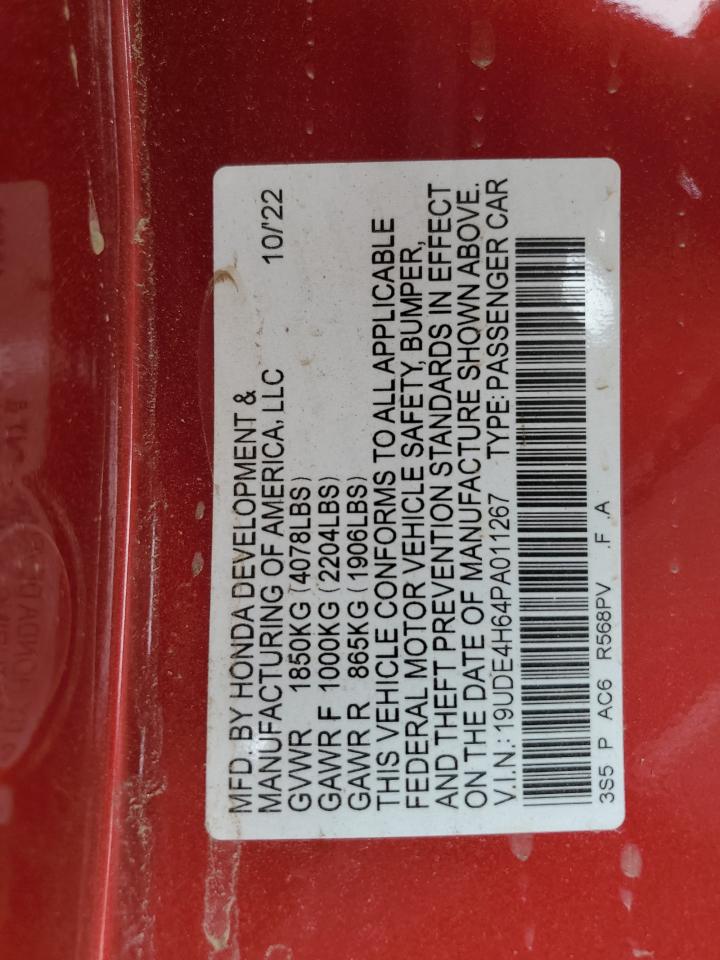 MFD. BY HONDA DEVELOPMENT &
MANUFACTURING OF AMERICA, LLC 10/'22
GVWR 1850KG (4078LBS)
GAWR F 1000KG (2204LBS)
GAWR R 865KG (1906LBS)
THIS VEHICLE CONFORMS TO ALL APPLICABLE
FEDERAL MOTOR VEHICLE SAFETY, BUMPER,
AND THEFT PREVENTION STANDARDS IN EFFECT
ON THE DATE OF MANUFACTURE SHOWN ABOVE.
V.I.N.: 19UDE4H64PA011267 TYPE: PASSENGER CAR
3S5 P AC6 R568PV .F .A